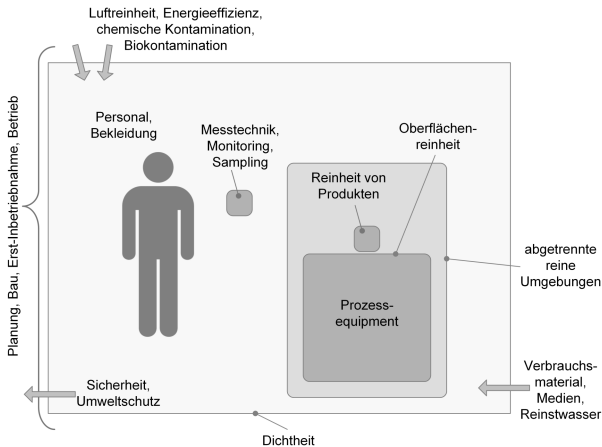 Luftreinheit, Energieeffizienz,
chemische Kontamination,
Biokontamination
Planung, Bau, Erst-Inbetriebnahme, Betrieb
Personal,
Bekleidung
Messtechnik,
Monitoring,
Sampling
Oberflächen-
reinheit
Reinheit von
Produkten
abgetrennte
reine
Umgebungen
Prozess-
equipment
Sicherheit,
Umweltschutz
Verbrauchs-
material,
Medien,
Reinstwasser
Dichtheit